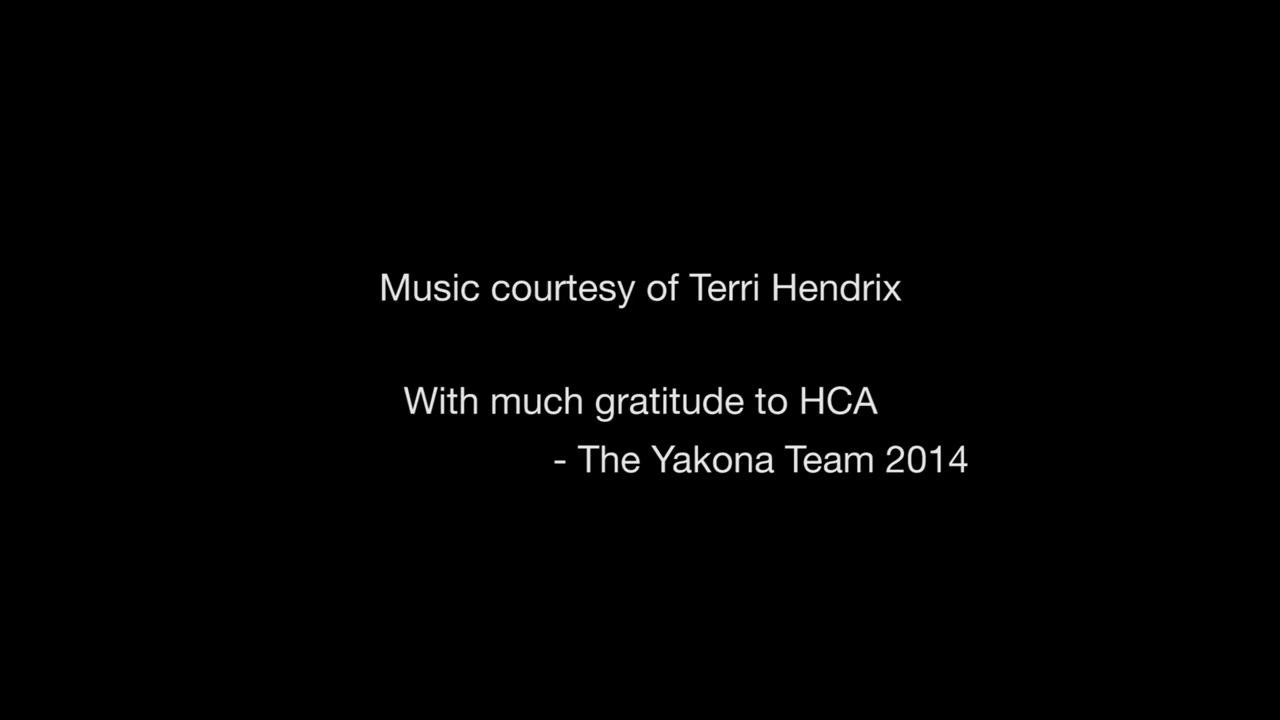 Music courtesy of Terri Hendrix
With much gratitude to HCA
- The Yakona Team 2014